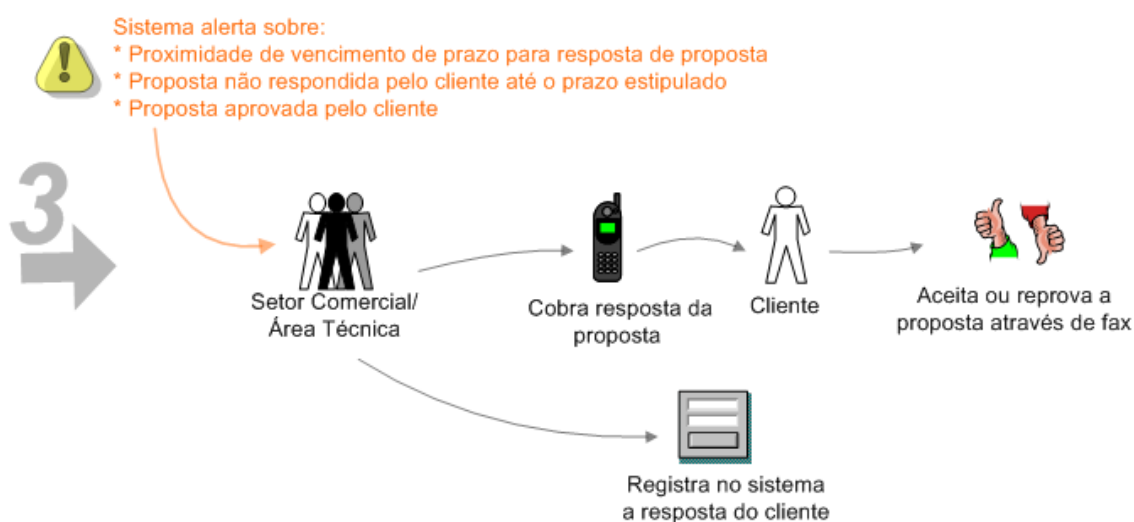 Sistema alerta sobre:
* Proximidade de vencimento de prazo para resposta de proposta
* Proposta não respondida pelo cliente até o prazo estipulado
* Proposta aprovada pelo cliente
3
Setor Comercial/
Área Técnica
Cobra resposta da
proposta
Cliente
Aceita ou reprova a
proposta através de fax
Registra no sistema
a resposta do cliente